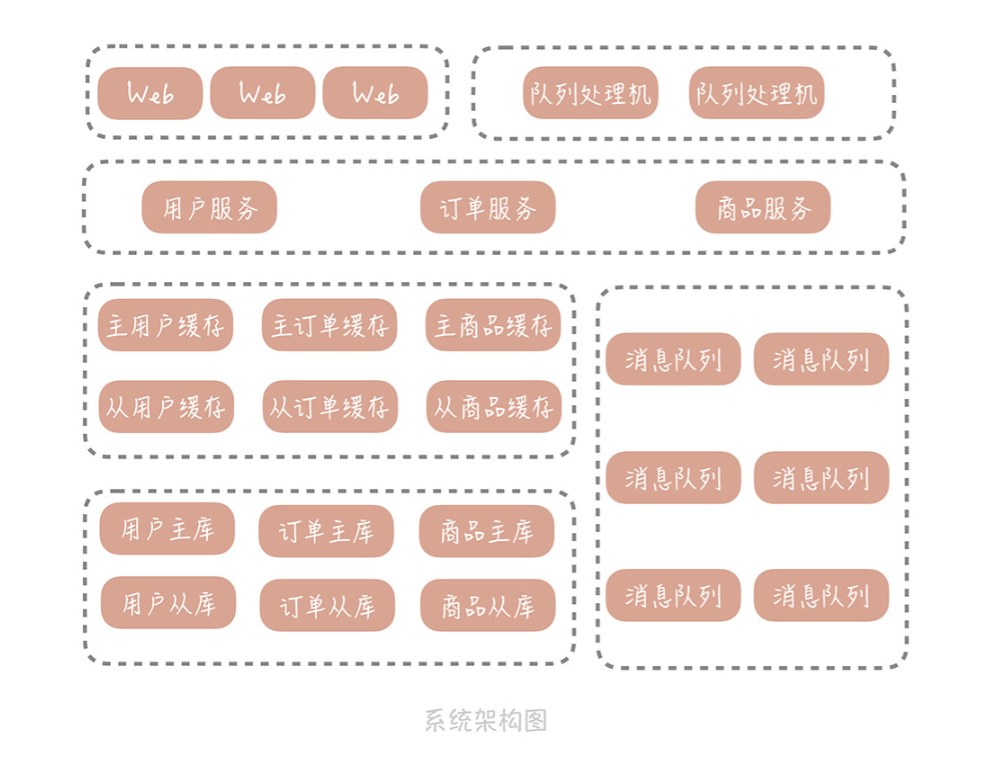 Web Web Web 队列处理机 队列处理机
用户服务 订单服务 商品服务
主用户缓存 主订单缓存 主商品缓存
从用户缓存 从订单缓存 从商品缓存
消息队列 消息队列
消息队列 消息队列
消息队列 消息队列
用户主库 订单主库 商品主库
用户从库 订单从库 商品从库
系统架构图